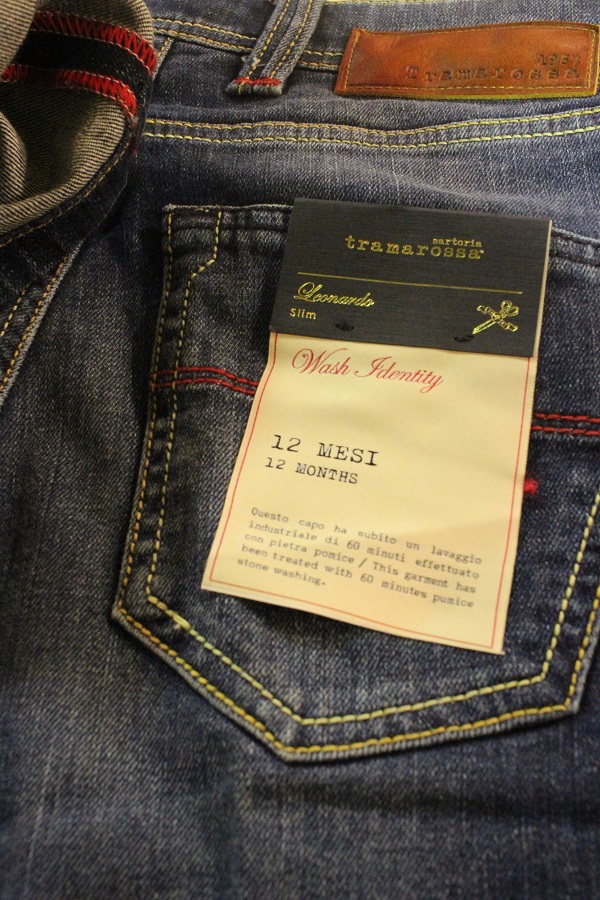 1967
Tramarossa
sartoria
tramarossa
Leonardo
Slim
Wash Identity
12 MESI
12 MONTHS
Questo capo ha subito un lavaggio
industriale di 60 minuti effettuato
con pietra pomice / This garment has
been treated with 60 minutes pumice
stone washing.